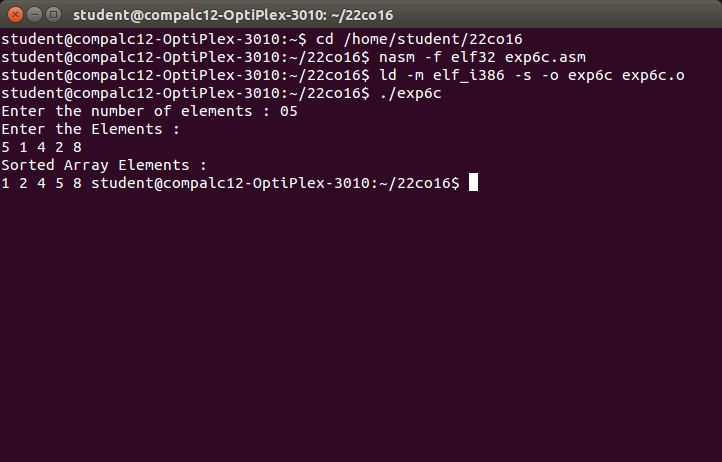 student@compalc12-OptiPlex-3010: ~/22co16
student@compalc12-OptiPlex-3010:~$ cd /home/student/22co16
student@compalc12-OptiPlex-3010:~/22co16$ nasm -f elf32 exp6c.asm
student@compalc12-OptiPlex-3010:~/22co16$ ld -m elf_i386 -s -o exp6c exp6c.o
student@compalc12-OptiPlex-3010:~/22co16$ ./exp6c
Enter the number of elements : 05
Enter the Elements :
5 1 4 2 8
Sorted Array Elements :
1 2 4 5 8 student@compalc12-OptiPlex-3010:~/22co16$